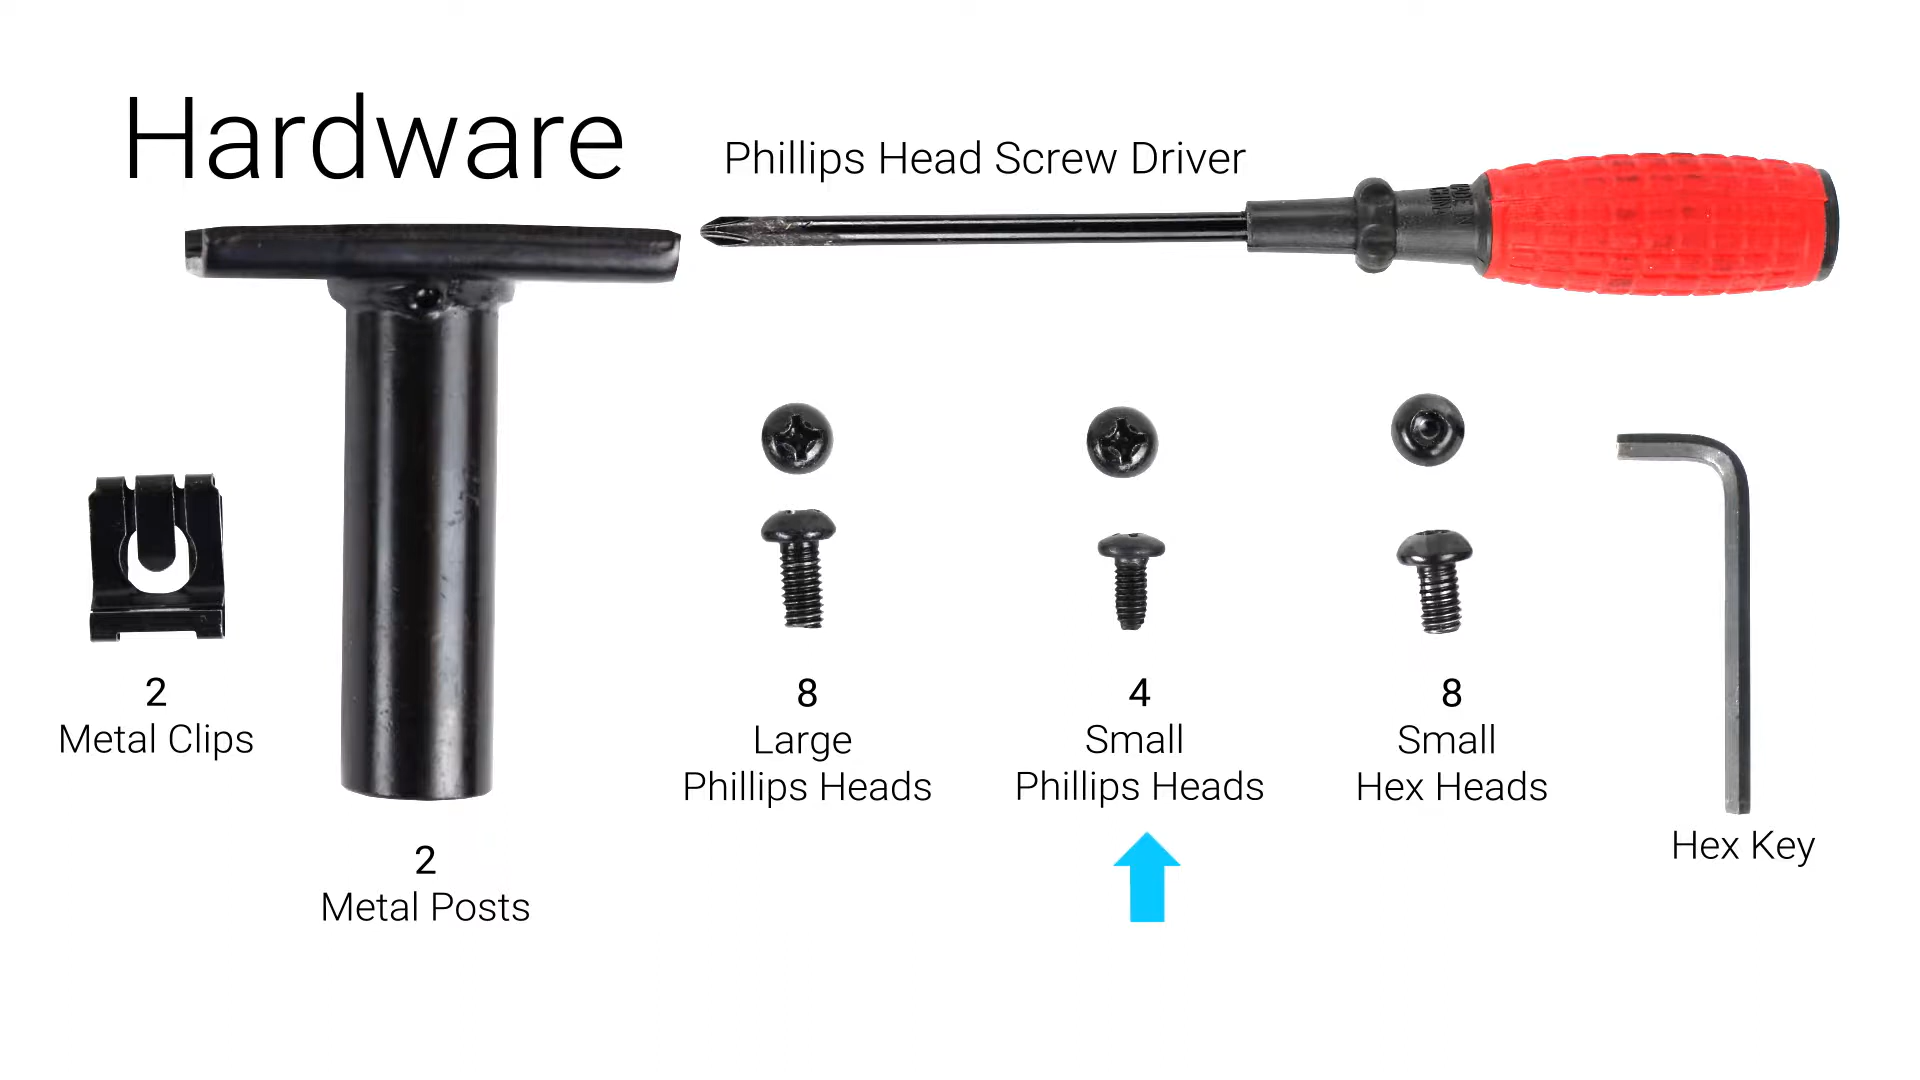 Hardware
Phillips Head Screw Driver
2
Metal Clips
2
Metal Posts
8
Large
Phillips Heads
4
Small
Phillips Heads
8
Small
Hex Heads
Hex Key